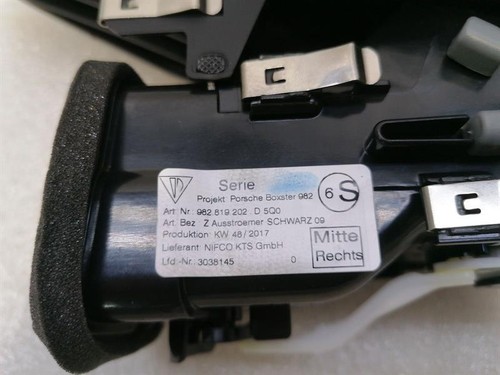 Serie
Projekt Porsche Boxster 982
6 S
Art Nr.: 982.819.202 D 5Q0
Art. Bez Z Ausstroemer SCHWARZ 09
Produktion KW 48/2017
Lieferant NIFCO KTS GmbH
Lfd Nr. 3038145 0
Mitte
Rechts